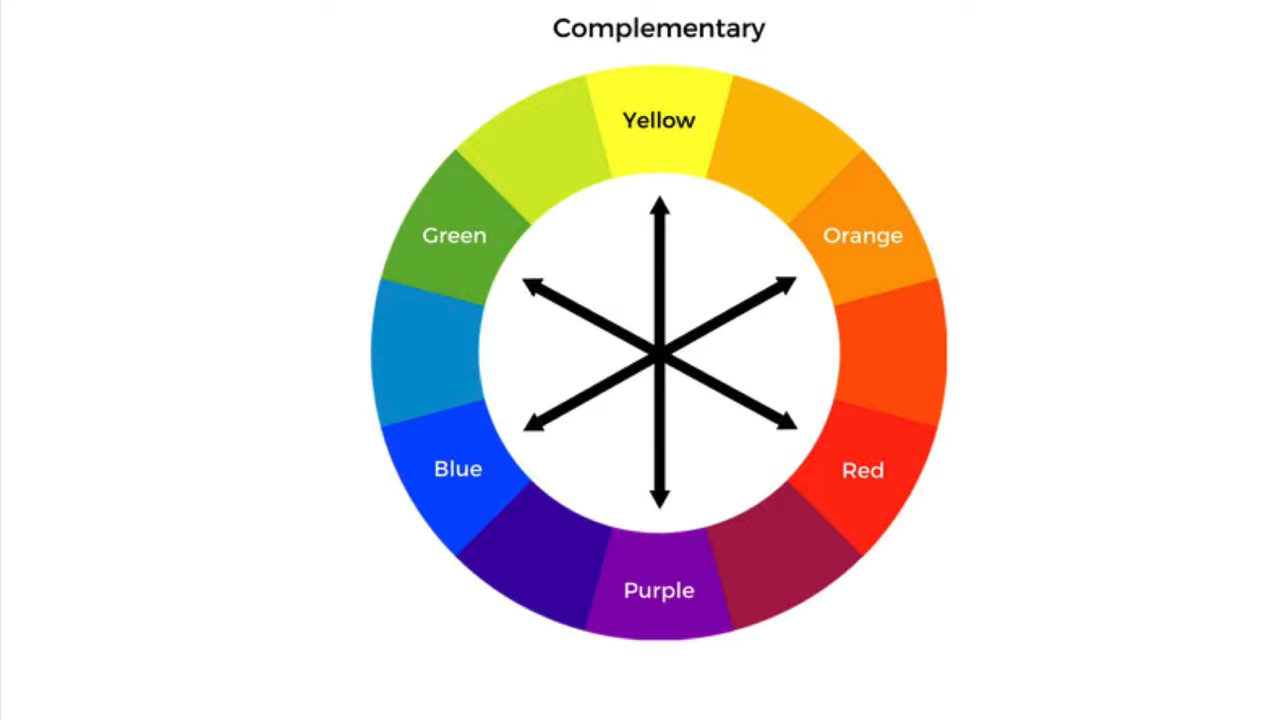 Complementary
Yellow
Green
Orange
Blue
Red
Purple